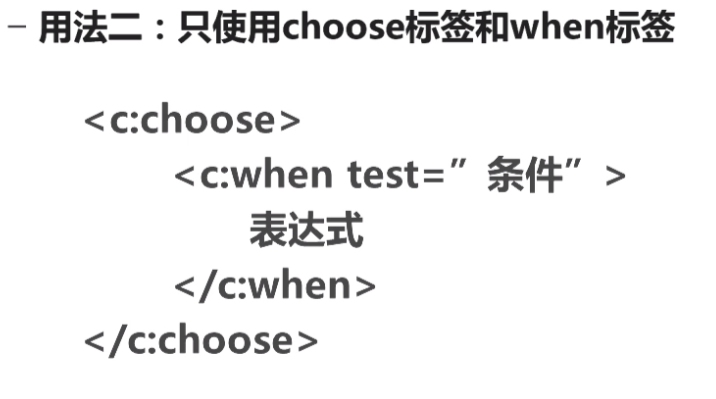 – 用法二：只使用choose标签和when标签
<c:choose>
<c:when test=”条件”>
表达式
</c:when>
</c:choose>